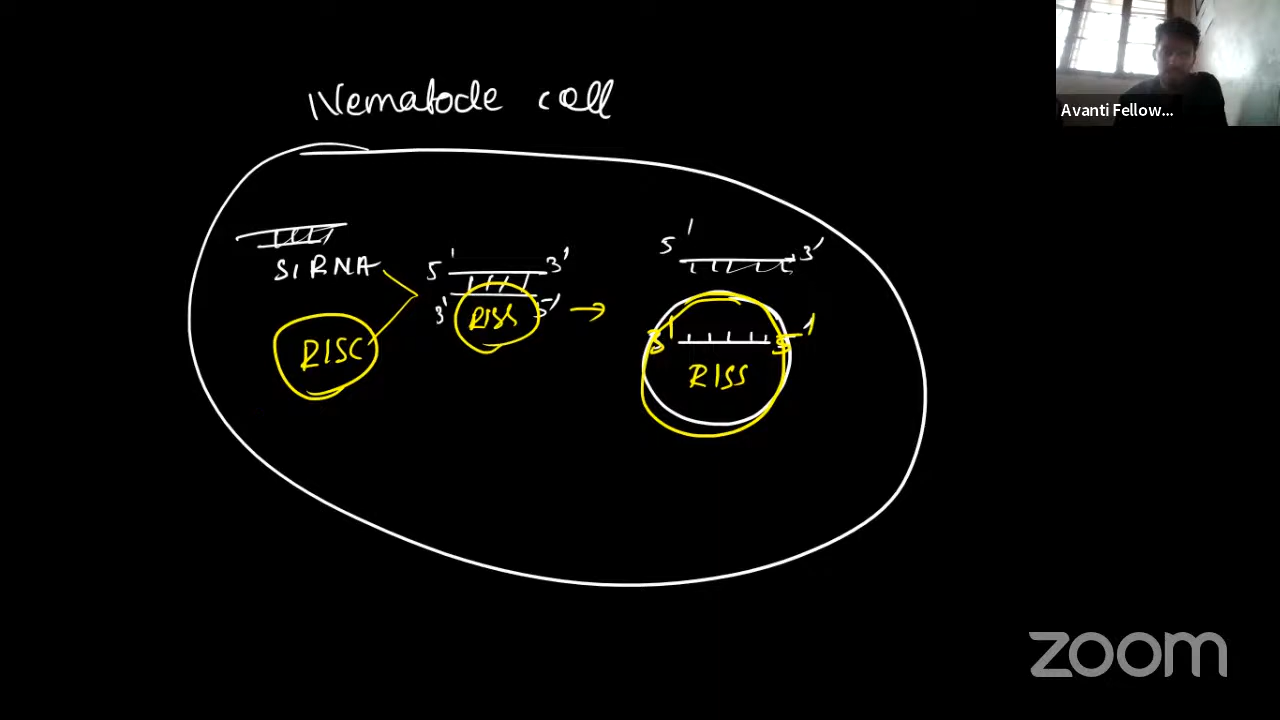 Nematode cell
Avanti Fellow...
siRNA
RISC
5' 3'
3' 5'
RISS
→
5' 3'
3' 5'
RISS
zoom